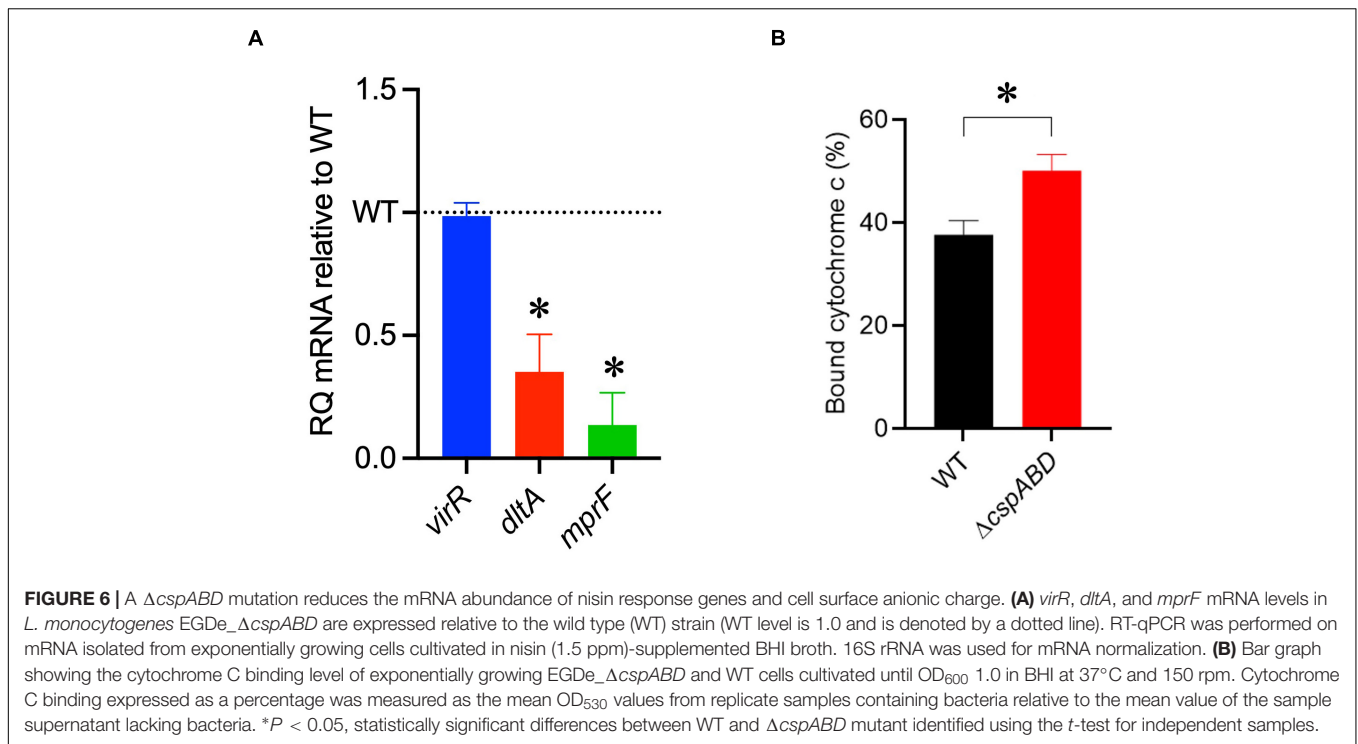 A
B
RQ mRNA relative to WT
1.5
WT
0.5
0.0
*
*
virR
dltA
mprF
Bound cytochrome c (%)
60
40
20
0
*
WT
ΔcspABD
FIGURE 6 | A ΔcspABD mutation reduces the mRNA abundance of nisin response genes and cell surface anionic charge. (A) virR, dltA, and mprF mRNA levels in
L. monocytogenes EGDe_ΔcspABD are expressed relative to the wild type (WT) strain (WT level is 1.0 and is denoted by a dotted line). RT-qPCR was performed on
mRNA isolated from exponentially growing cells cultivated in nisin (1.5 ppm)-supplemented BHI broth. 16S rRNA was used for mRNA normalization. (B) Bar graph
showing the cytochrome C binding level of exponentially growing EGDe_ΔcspABD and WT cells cultivated until OD600 1.0 in BHI at 37°C and 150 rpm. Cytochrome
C binding expressed as a percentage was measured as the mean OD530 values from replicate samples containing bacteria relative to the mean value of the sample
supernatant lacking bacteria. *P < 0.05, statistically significant differences between WT and ΔcspABD mutant identified using the t-test for independent samples.